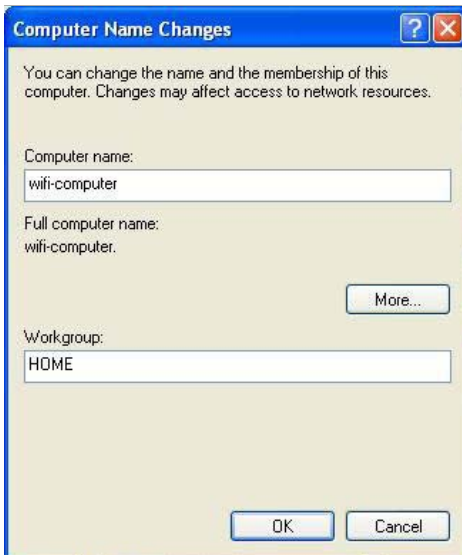 Computer Name Changes
You can change the name and the membership of this
computer. Changes may affect access to network resources.
Computer name:
wifi-computer
Full computer name:
wifi-computer.
More...
Workgroup:
HOME
OK Cancel